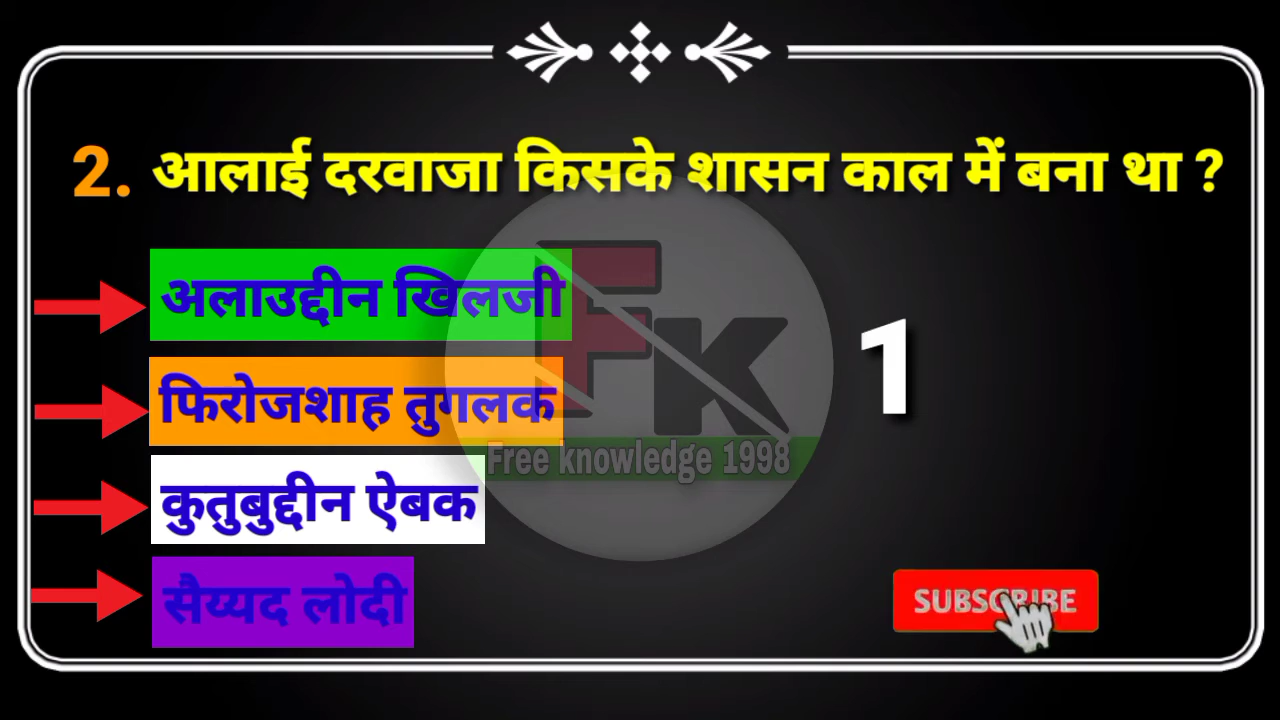 2. आलाई दरवाजा किसके शासन काल में बना था ?
अलाउद्दीन खिलजी
फिरोजशाह तुगलक
कुतुबुद्दीन ऐबक
सैय्यद लोदी
1
FK
Free knowledge 1998
SUBSCRIBE